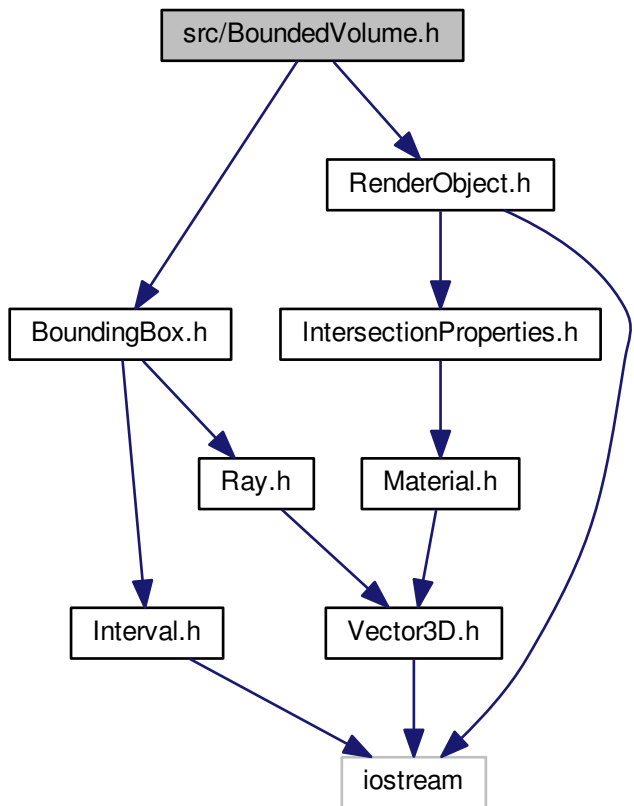 src/BoundedVolume.h
RenderObject.h
BoundingBox.h
IntersectionProperties.h
Ray.h
Material.h
Interval.h
Vector3D.h
iostream